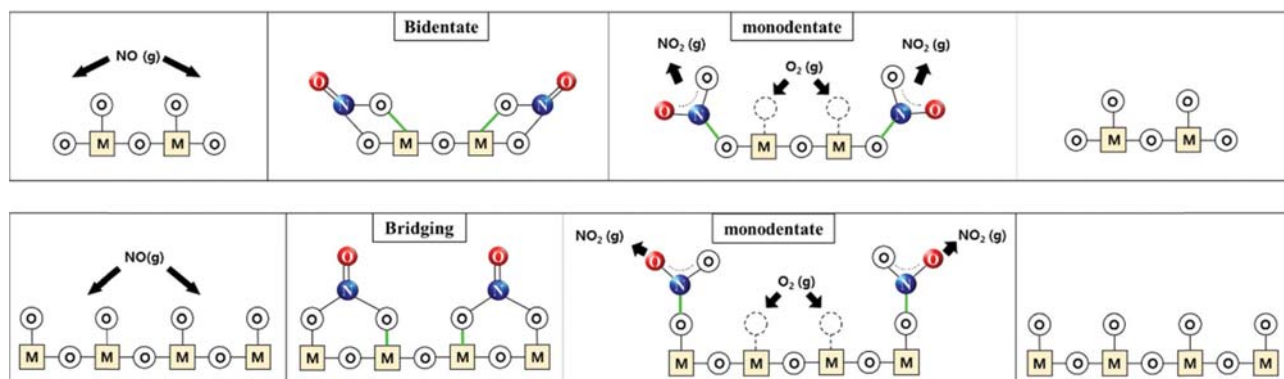 NO (g)
O O
O M O M O
Bidentate
O N O O N O
O M O M O
monodentate
NO₂ (g) O₂ (g) NO₂ (g)
O O
O N N O
O M O M O
O O
O M O M O
NO(g)
O O O O
M O M O M O M
Bridging
O O
N N
O O O O
M O M O M O M
monodentate
NO₂ (g) O₂ (g) NO₂ (g)
O O O O
N N
O O
M O M O M O M
O O O O
M O M O M O M